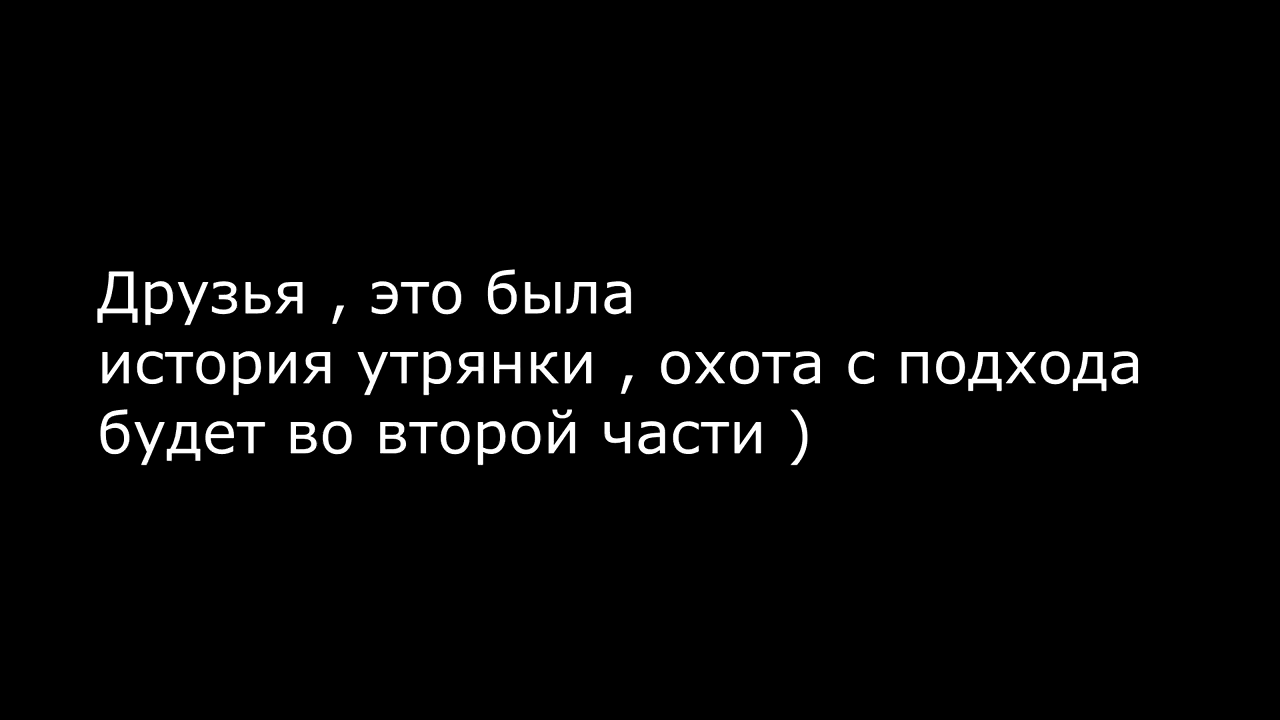 Друзья , это была
история утрянки , охота с подхода
будет во второй части )